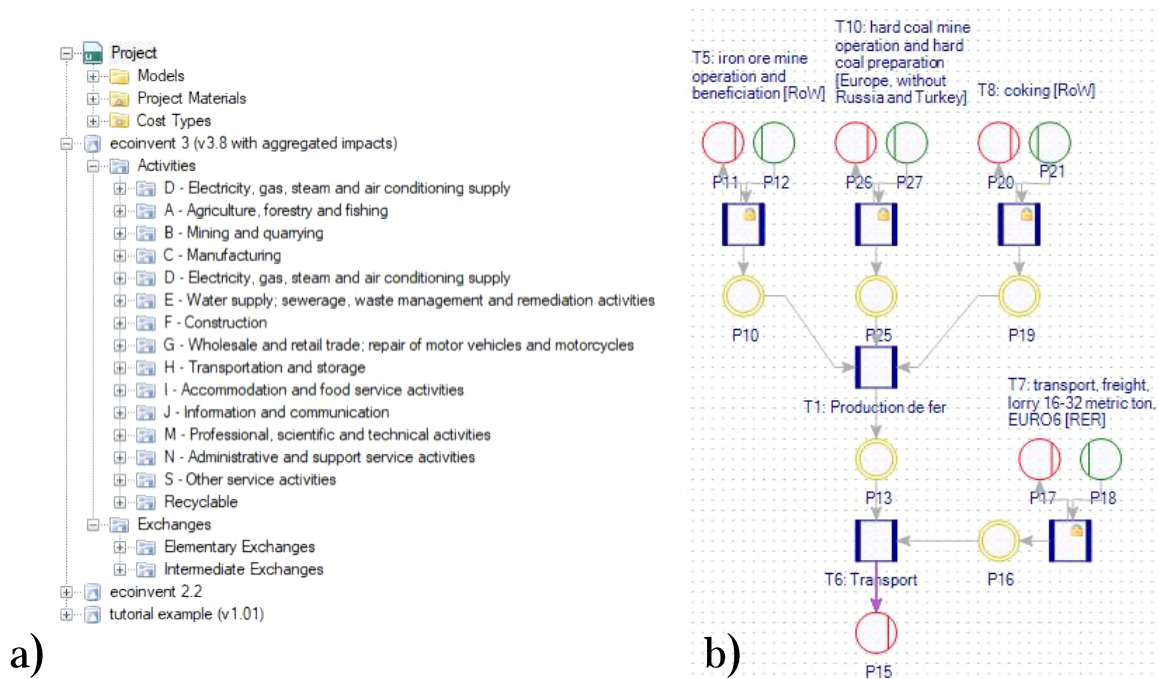 Project
Models
Project Materials
Cost Types
ecoinvent 3 (v3.8 with aggregated impacts)
Activities
D - Electricity, gas, steam and air conditioning supply
A - Agriculture, forestry and fishing
B - Mining and quarrying
C - Manufacturing
D - Electricity, gas, steam and air conditioning supply
E - Water supply; sewerage, waste management and remediation activities
F - Construction
G - Wholesale and retail trade; repair of motor vehicles and motorcycles
H - Transportation and storage
I - Accommodation and food service activities
J - Information and communication
M - Professional, scientific and technical activities
N - Administrative and support service activities
S - Other service activities
Recyclable
Exchanges
Elementary Exchanges
Intermediate Exchanges
ecoinvent 2.2
tutorial example (v1.01)
a)
T5: iron ore mine
operation and
beneficiation [RoW]
T10: hard coal mine
operation and hard
coal preparation
[Europe, without
Russia and Turkey]
T8: coking [RoW]
P11
P12
P26
P27
P20
P21
P10
P25
P19
T1: Production de fer
T7: transport, freight,
lorry 16-32 metric ton,
EURO6 [RER]
P13
P17
P18
T6: Transport
P16
P15
b)